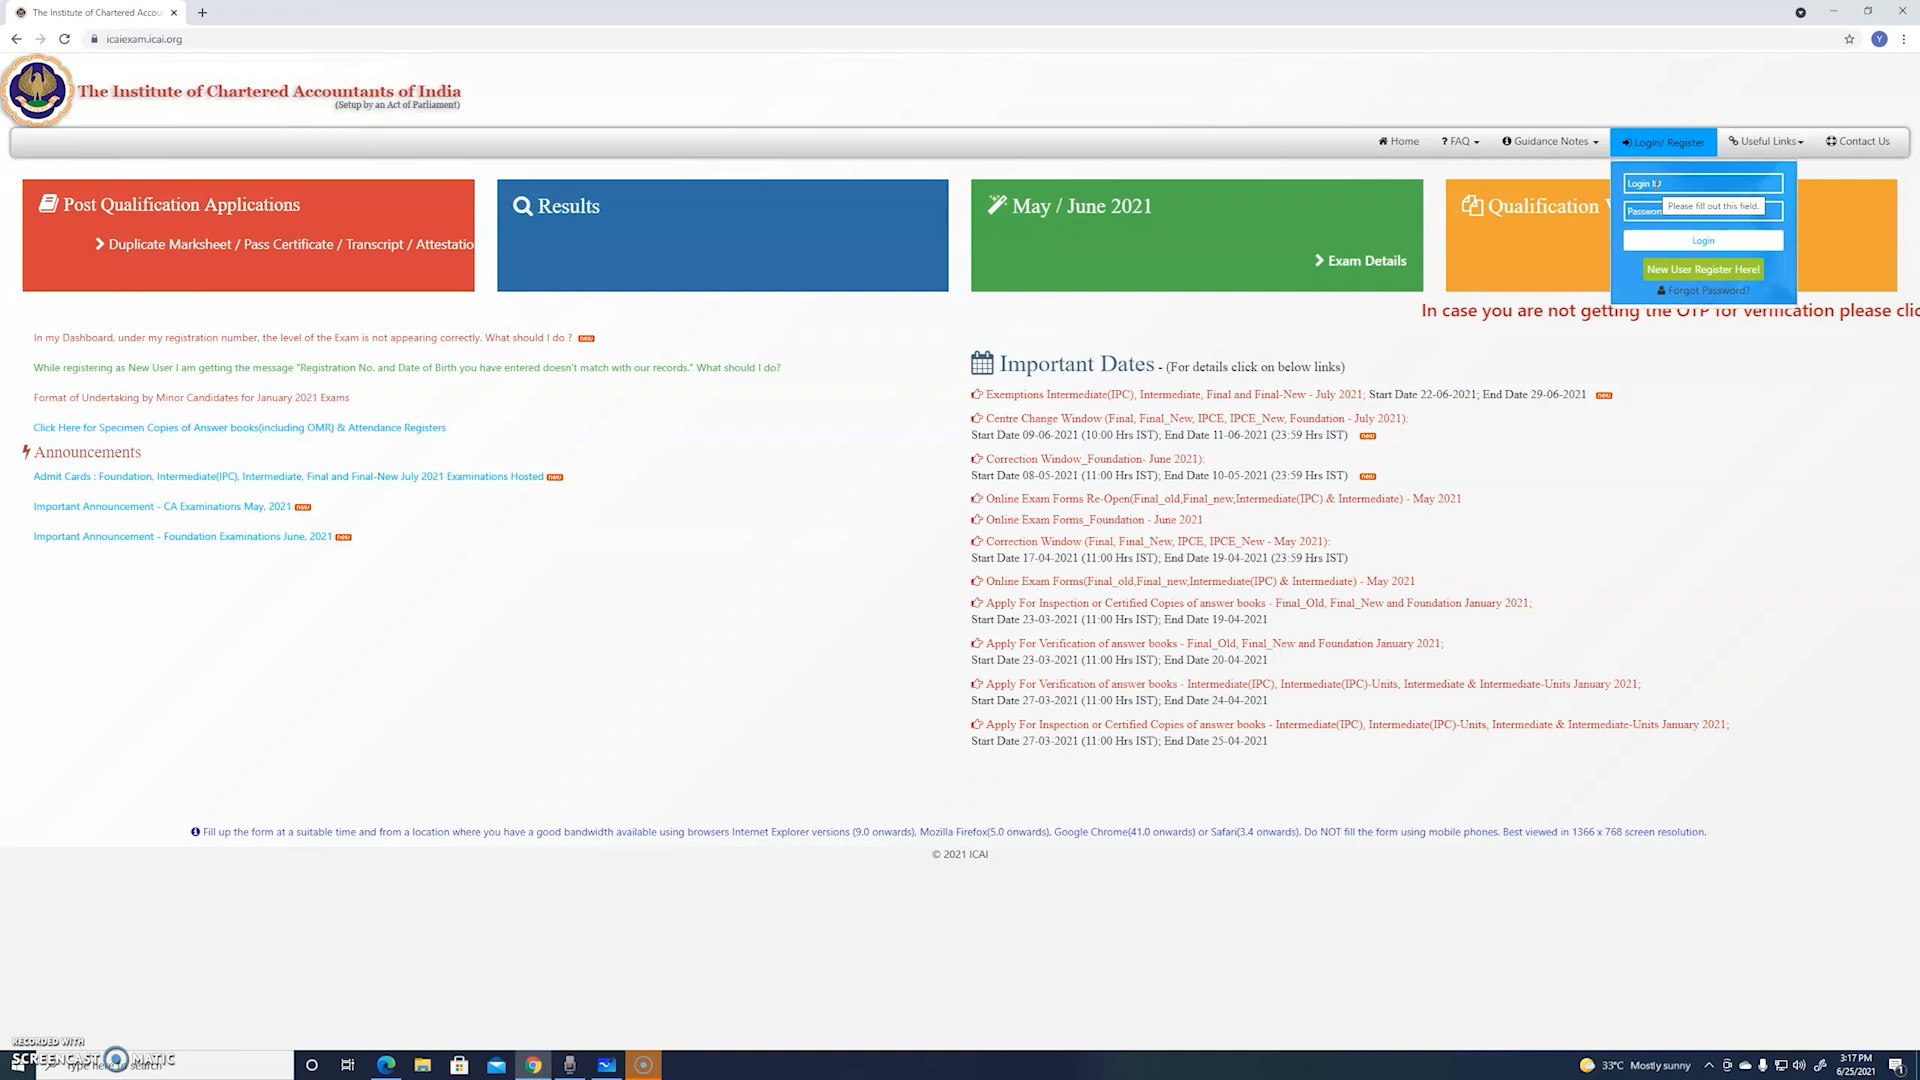 The Institute of Chartered Accou
icaiexam.icai.org
Y
The Institute of Chartered Accountants of India
(Setup by an Act of Parliament)
Home
? FAQ
Guidance Notes
Login/ Register
Useful Links
Contact Us
Post Qualification Applications
Duplicate Marksheet / Pass Certificate / Transcript / Attestatio
Results
May / June 2021
Exam Details
Qualification
Login
Please fill out this field.
Login
New User Register Here!
Forgot Password?
In case you are not getting the OTP for verification please clic
In my Dashboard, under my registration number, the level of the Exam is not appearing correctly. What should I do ? new
While registering as New User I am getting the message "Registration No. and Date of Birth you have entered doesn't match with our records." What should I do?
Format of Undertaking by Minor Candidates for January 2021 Exams
Click Here for Specimen Copies of Answer books(including OMR) & Attendance Registers
Announcements
Admit Cards : Foundation, Intermediate(IPC), Intermediate, Final and Final-New July 2021 Examinations Hosted new
Important Announcement - CA Examinations May, 2021 new
Important Announcement - Foundation Examinations June, 2021 new
Important Dates - (For details click on below links)
Exemptions Intermediate(IPC), Intermediate, Final and Final-New - July 2021; Start Date 22-06-2021; End Date 29-06-2021 new
Centre Change Window (Final, Final_New, IPCE, IPCE_New, Foundation - July 2021):
Start Date 09-06-2021 (10:00 Hrs IST); End Date 11-06-2021 (23:59 Hrs IST) new
Correction Window_Foundation- June 2021):
Start Date 08-05-2021 (11:00 Hrs IST); End Date 10-05-2021 (23:59 Hrs IST) new
Online Exam Forms Re-Open(Final_old,Final_new,Intermediate(IPC) & Intermediate) - May 2021
Online Exam Forms_Foundation - June 2021
Correction Window (Final, Final_New, IPCE, IPCE_New - May 2021):
Start Date 17-04-2021 (11:00 Hrs IST); End Date 19-04-2021 (23:59 Hrs IST)
Online Exam Forms(Final_old,Final_new,Intermediate(IPC) & Intermediate) - May 2021
Apply For Inspection or Certified Copies of answer books - Final_Old, Final_New and Foundation January 2021;
Start Date 23-03-2021 (11:00 Hrs IST); End Date 19-04-2021
Apply For Verification of answer books - Final_Old, Final_New and Foundation January 2021;
Start Date 23-03-2021 (11:00 Hrs IST); End Date 20-04-2021
Apply For Verification of answer books - Intermediate(IPC), Intermediate(IPC)-Units, Intermediate & Intermediate-Units January 2021;
Start Date 27-03-2021 (11:00 Hrs IST); End Date 24-04-2021
Apply For Inspection or Certified Copies of answer books - Intermediate(IPC), Intermediate(IPC)-Units, Intermediate & Intermediate-Units January 2021;
Start Date 27-03-2021 (11:00 Hrs IST); End Date 25-04-2021
Fill up the form at a suitable time and from a location where you have a good bandwidth available using browsers Internet Explorer versions (9.0 onwards), Mozilla Firefox(5.0 onwards), Google Chrome(41.0 onwards) or Safari(3.4 onwards). Do NOT fill the form using mobile phones. Best viewed in 1366 x 768 screen resolution.
© 2021 ICAI
RECORDED WITH
SCREENCAST MATIC
Type here to search
33°C Mostly sunny
3:17 PM
6/25/2021